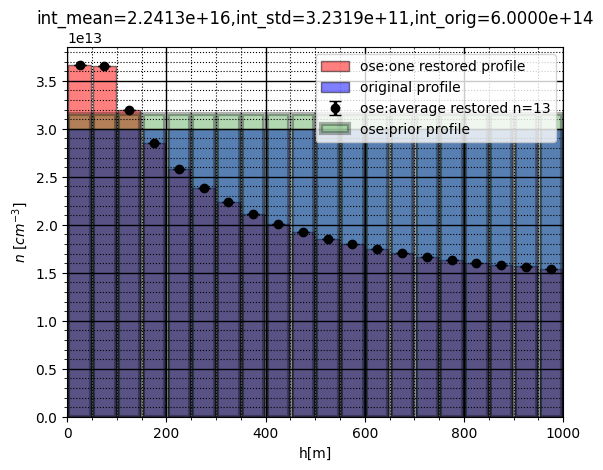 int_mean=2.2413e+16,int_std=3.2319e+11,int_orig=6.0000e+14
1e13
ose:one restored profile
original profile
ose:average restored n=13
ose:prior profile
3.5
3.0
2.5
2.0
1.5
1.0
0.5
0.0
n [cm⁻³]
0 200 400 600 800 1000
h[m]